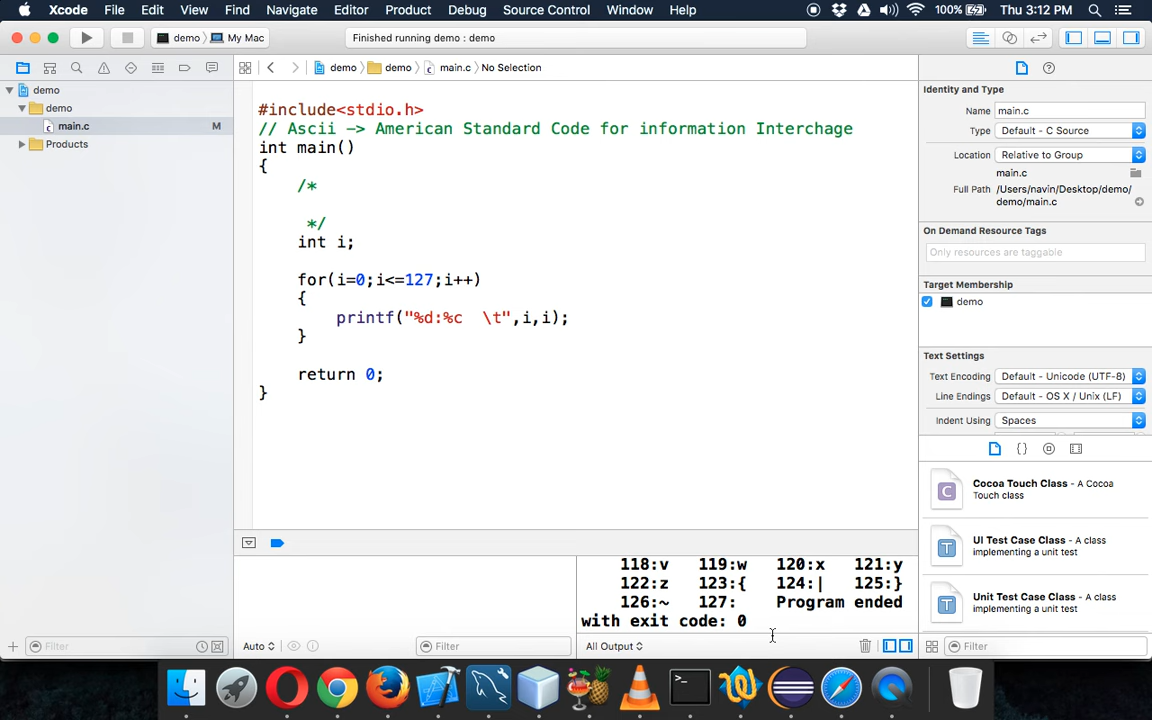 Xcode File Edit View Find Navigate Editor Product Debug Source Control Window Help 100% Thu 3:12 PM
demo My Mac Finished running demo : demo
demo demo main.c No Selection
demo
demo
main.c M
Products
#include<stdio.h>
// Ascii -> American Standard Code for information Interchage
int main()
{
/*
*/
int i;
for(i=0;i<=127;i++)
{
printf("%d:%c \t",i,i);
}
return 0;
}
Identity and Type
Name main.c
Type Default - C Source
Location Relative to Group
main.c
Full Path /Users/navin/Desktop/demo/
demo/main.c
On Demand Resource Tags
Only resources are taggable
Target Membership
demo
Text Settings
Text Encoding Default - Unicode (UTF-8)
Line Endings Default - OS X / Unix (LF)
Indent Using Spaces
{}
C Cocoa Touch Class - A Cocoa
Touch class
T UI Test Case Class - A class
implementing a unit test
T Unit Test Case Class - A class
implementing a unit test
118:v 119:w 120:x 121:y
122:z 123:{ 124:| 125:}
126:~ 127: Program ended
with exit code: 0
Filter Auto Filter All Output Filter